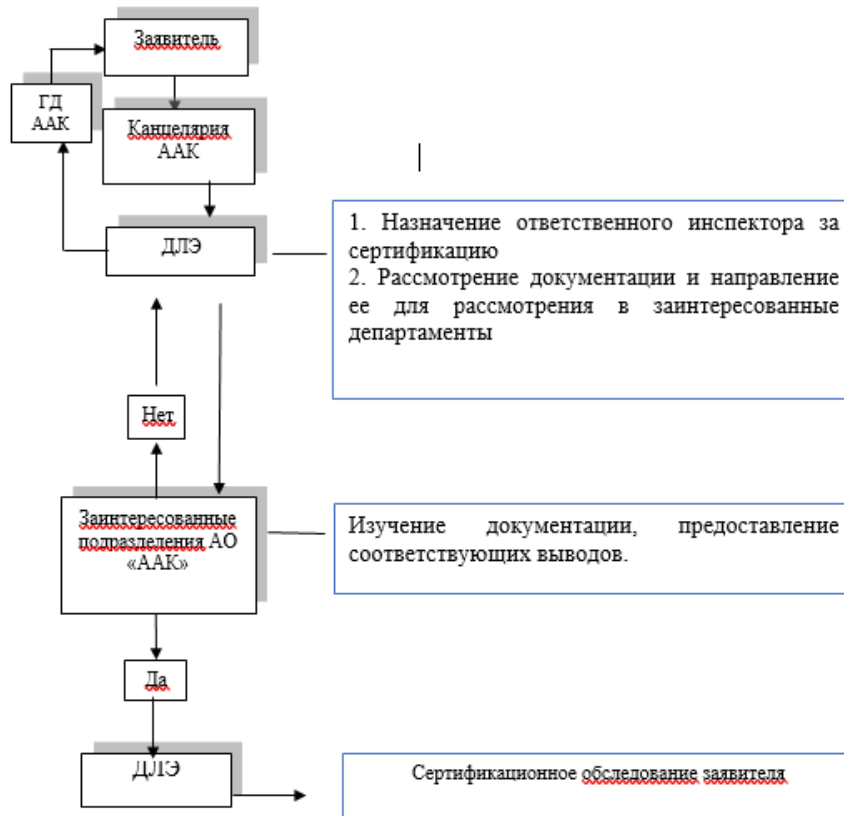 Заявитель
ГД
ААК
Канцелярия
ААК
ДЛЭ
1. Назначение ответственного инспектора за
сертификацию
2. Рассмотрение документации и направление
ее для рассмотрения в заинтересованные
департаменты
Нет
Заинтересованные
подразделения АО
«ААК»
Изучение документации, предоставление
соответствующих выводов.
Да
ДЛЭ
Сертификационное обследование заявителя